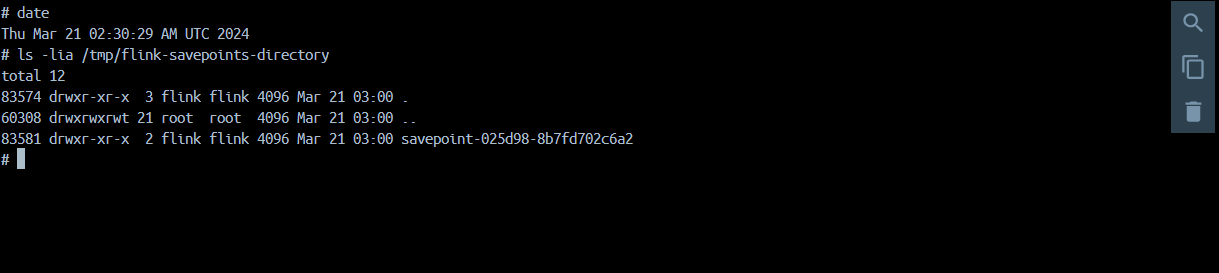 # date
Thu Mar 21 02:30:29 AM UTC 2024
# ls -lia /tmp/flink-savepoints-directory
total 12
83574 drwxr-xr-x  3 flink flink 4096 Mar 21 03:00 .
60308 drwxrwxrwt 21 root  root  4096 Mar 21 03:00 ..
83581 drwxr-xr-x  2 flink flink 4096 Mar 21 03:00 savepoint-025d98-8b7fd702c6a2
#